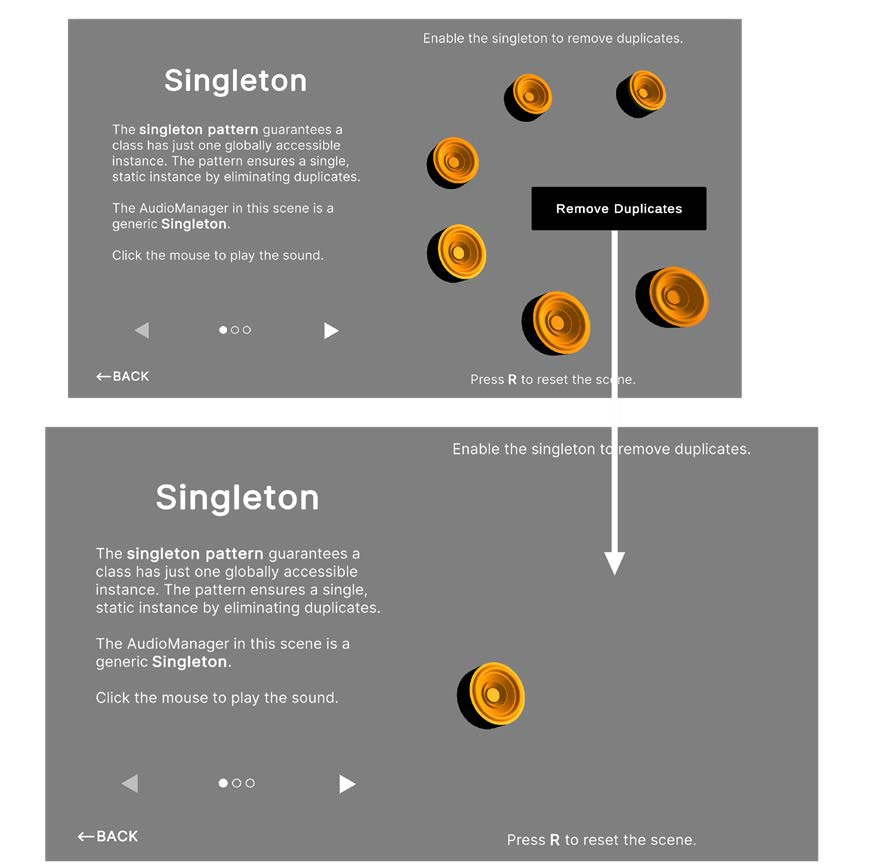 Enable the singleton to remove duplicates.
Singleton
The singleton pattern guarantees a
class has just one globally accessible
instance. The pattern ensures a single,
static instance by eliminating duplicates.
The AudioManager in this scene is a
generic Singleton.
Click the mouse to play the sound.
Remove Duplicates
←BACK
Press R to reset the scene.
Enable the singleton to remove duplicates.
Singleton
The singleton pattern guarantees a
class has just one globally accessible
instance. The pattern ensures a single,
static instance by eliminating duplicates.
The AudioManager in this scene is a
generic Singleton.
Click the mouse to play the sound.
←BACK
Press R to reset the scene.